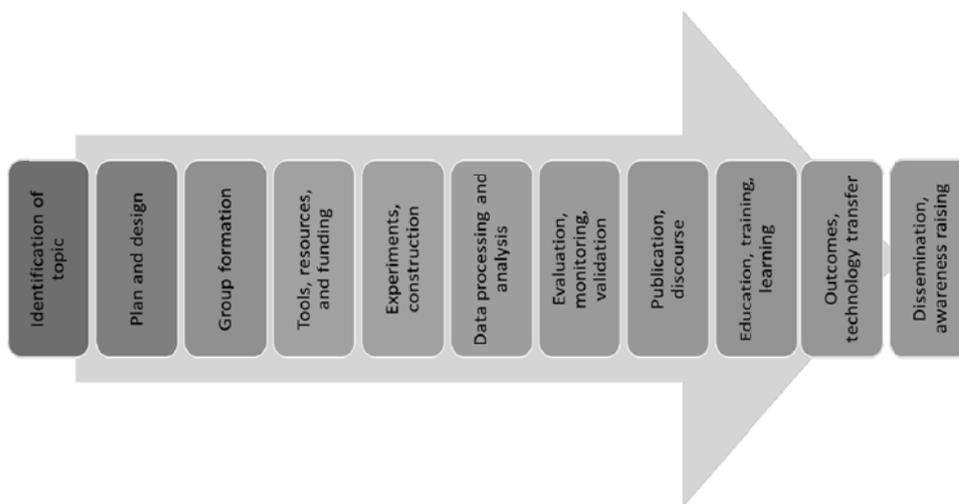 Identification of
topic
Plan and design
Group formation
Tools, resources,
and funding
Experiments,
construction
Data processing and
analysis
Evaluation,
monitoring,
validation
Publication,
discourse
Education, training,
learning
Outcomes,
technology transfer
Dissemination,
awareness raising